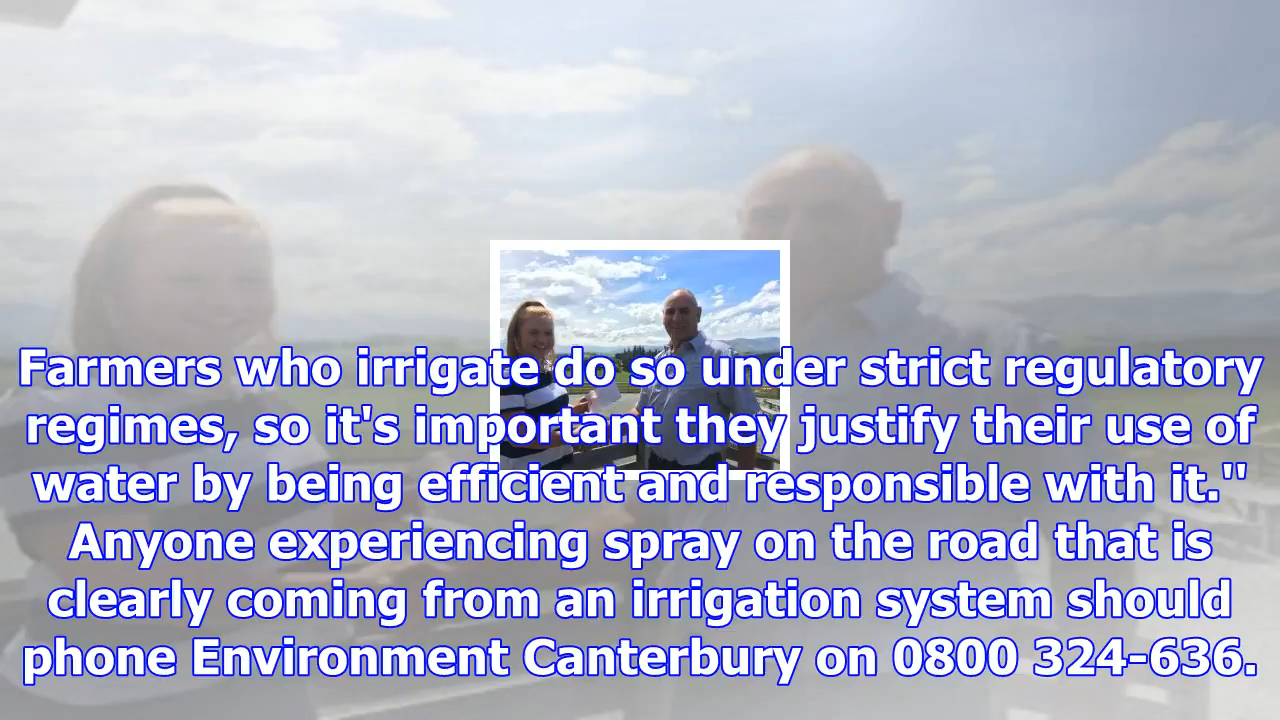 Farmers who irrigate do so under strict regulatory
regimes, so it's important they justify their use of
water by being efficient and responsible with it.''
Anyone experiencing spray on the road that is
clearly coming from an irrigation system should
phone Environment Canterbury on 0800 324-636.